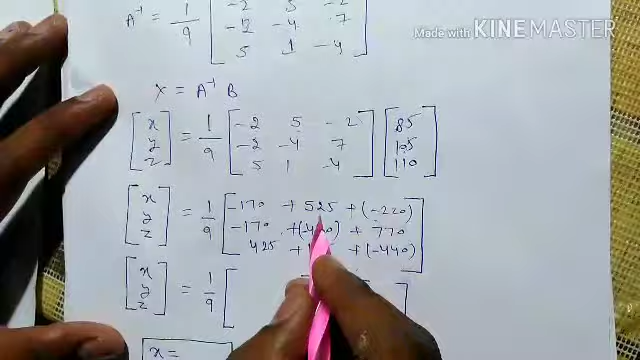 Made with KINEMASTER
A⁻¹ = 1/9 [ -2 5 -2
-2 -4 7
5 1 -4 ]
X = A⁻¹ B
[ x y z ] = 1/9 [ -2 5 -2
-2 -4 7
5 1 -4 ] [ 85 105 110 ]
[ x y z ] = 1/9 [ -170 + 525 + (-220)
-170 + (-420) + 770
425 + + (-440) ]
[ x y z ] = 1/9 [ ]
x =